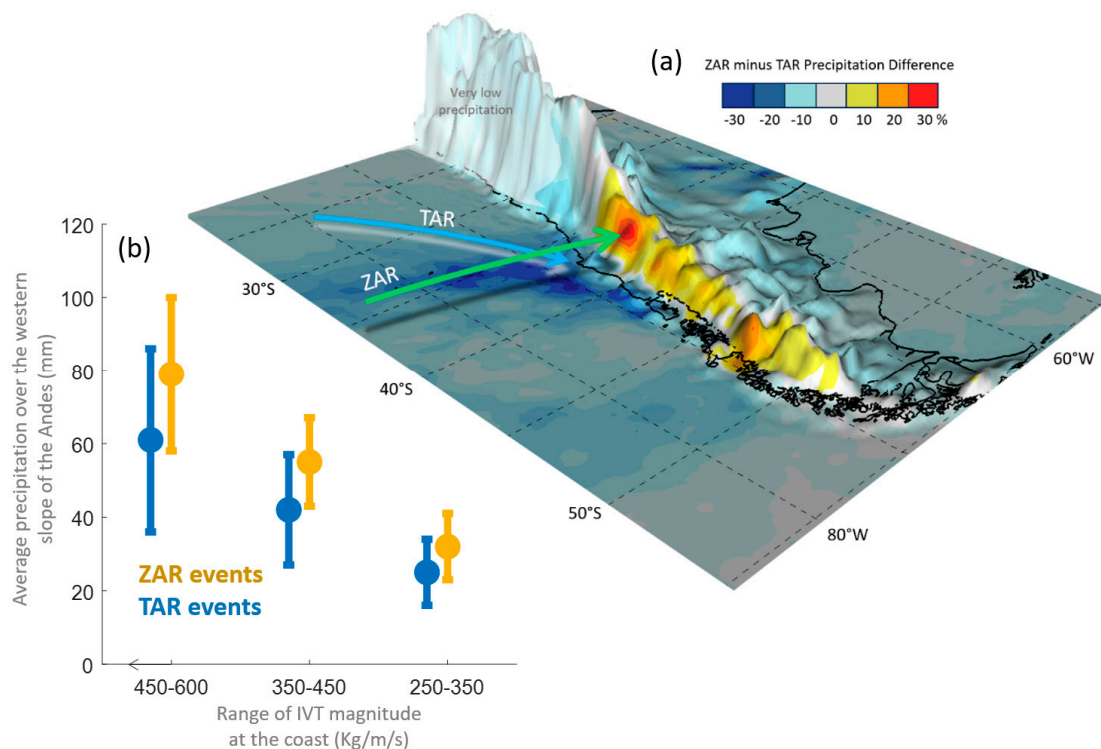 (a)
ZAR minus TAR Precipitation Difference
-30 -20 -10 0 10 20 30 %
Very low
precipitation
TAR
ZAR
30°S
40°S
50°S
60°W
80°W
(b)
Average precipitation over the western
slope of the Andes (mm)
120
100
80
60
40
20
0
ZAR events
TAR events
450-600 350-450 250-350
Range of IVT magnitude
at the coast (Kg/m/s)